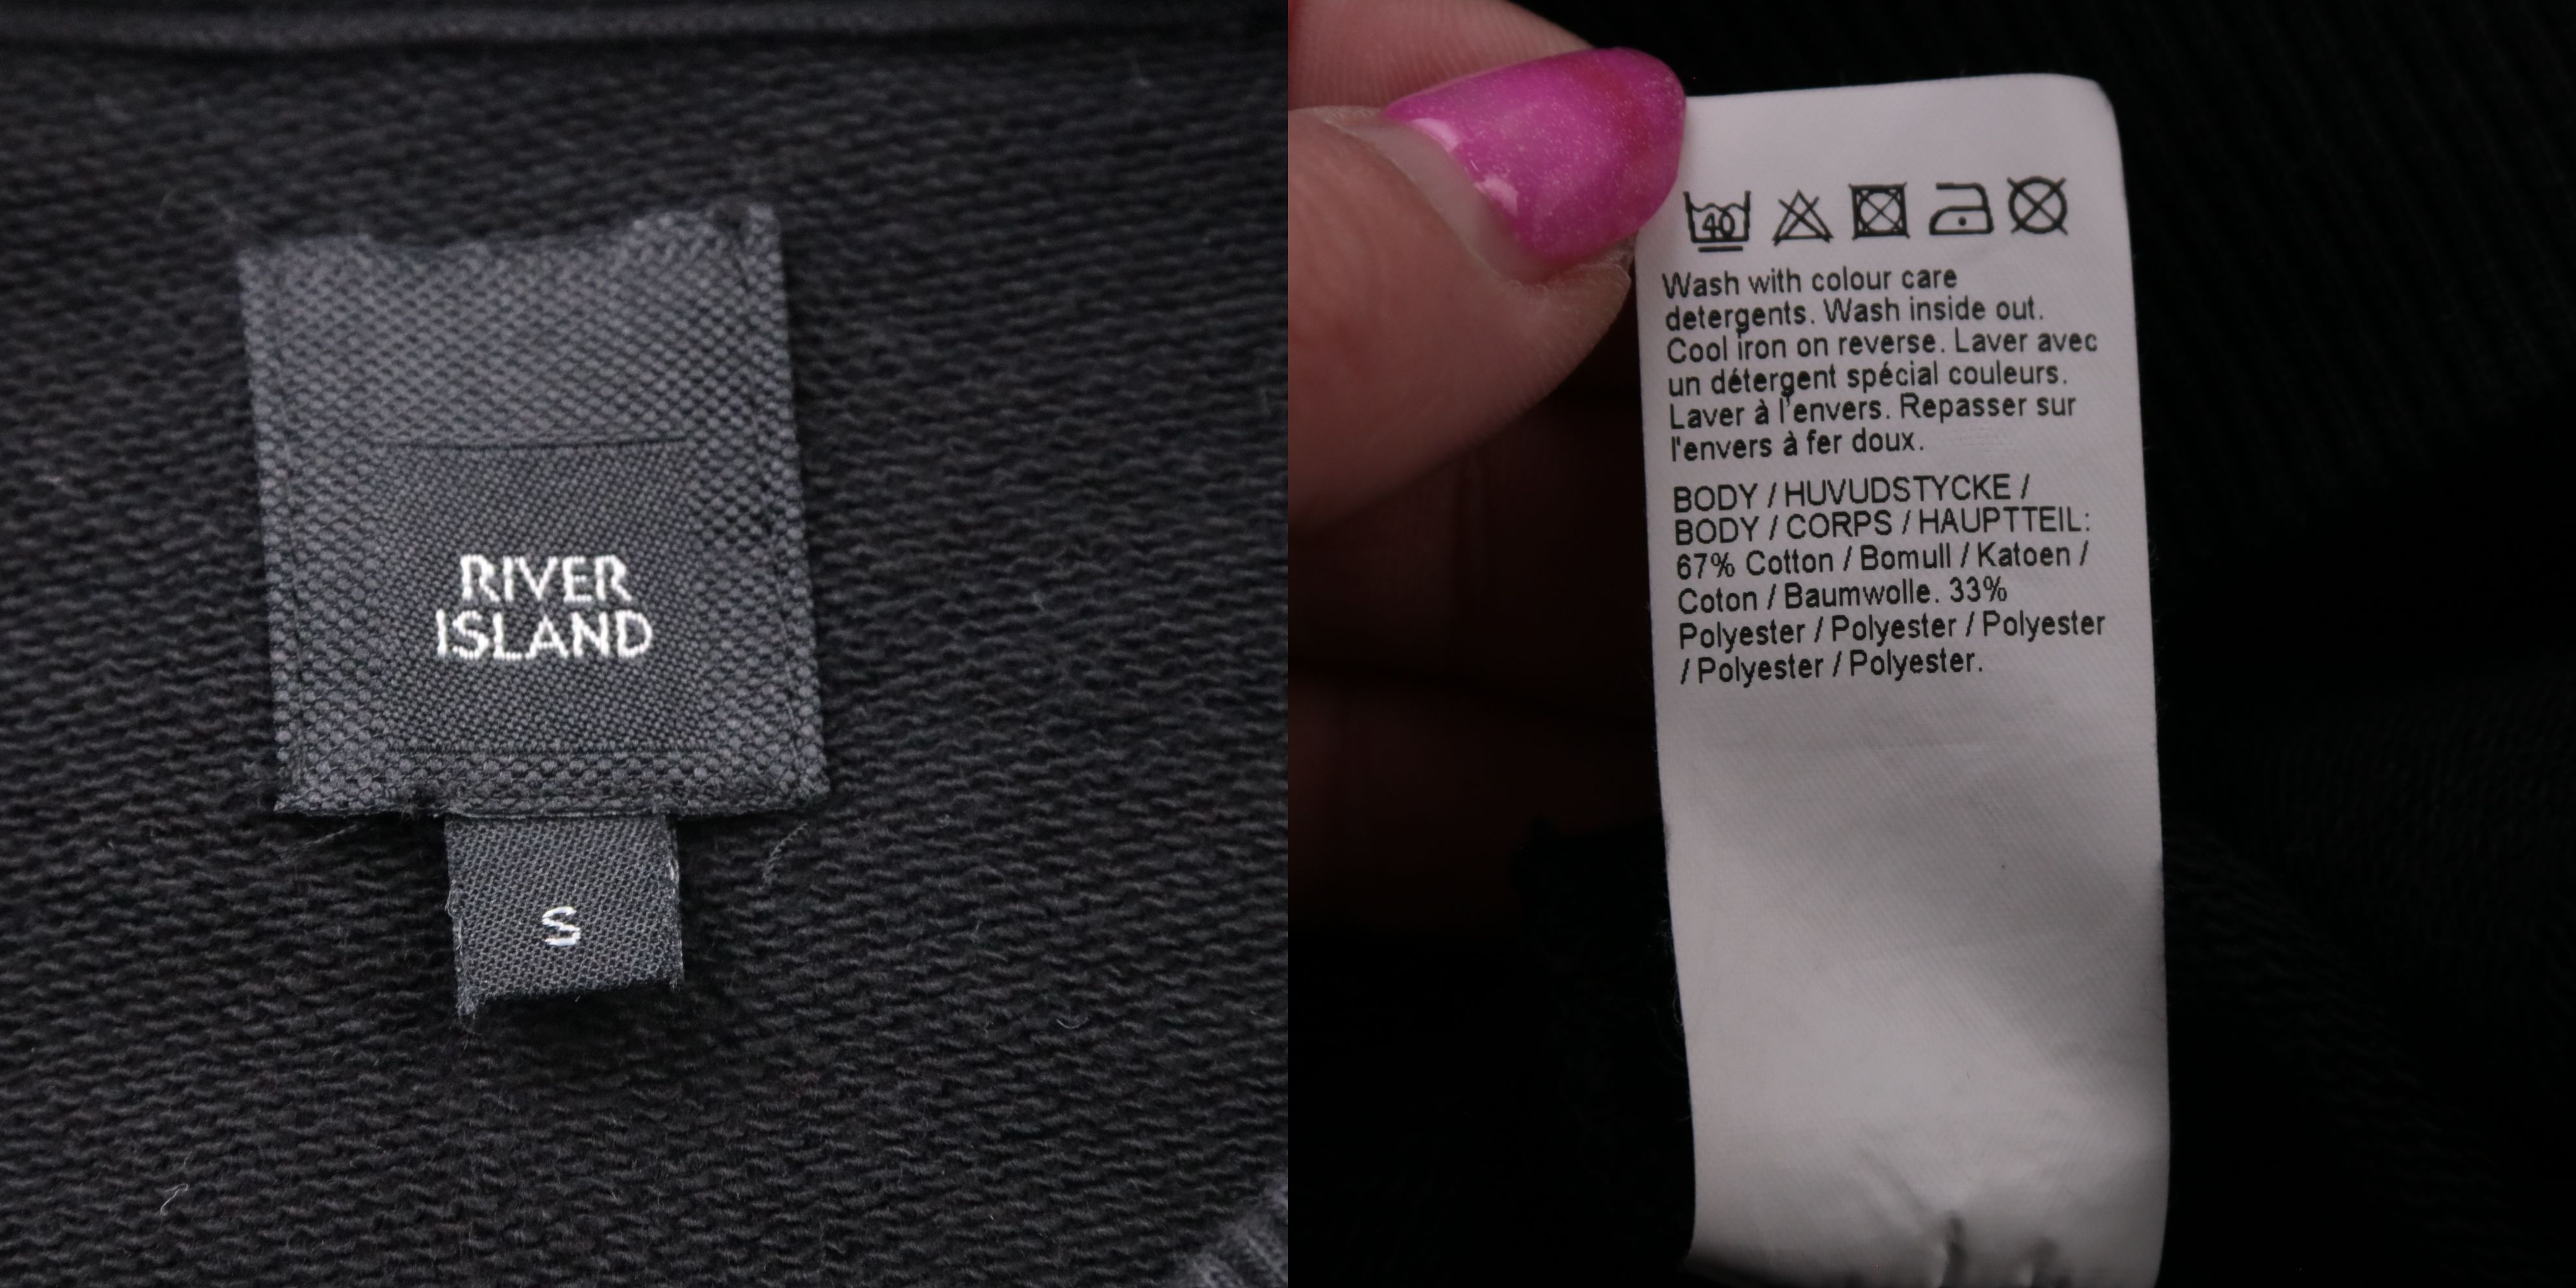 RIVER
ISLAND
S
40
Wash with colour care
detergents. Wash inside out.
Cool iron on reverse. Laver avec
un détergent spécial couleurs.
Laver à l'envers. Repasser sur
l'envers à fer doux.
BODY / HUVUDSTYCKE /
BODY / CORPS / HAUPTTEIL:
67% Cotton / Bomull / Katoen /
Coton / Baumwolle. 33%
Polyester / Polyester / Polyester
/ Polyester / Polyester.